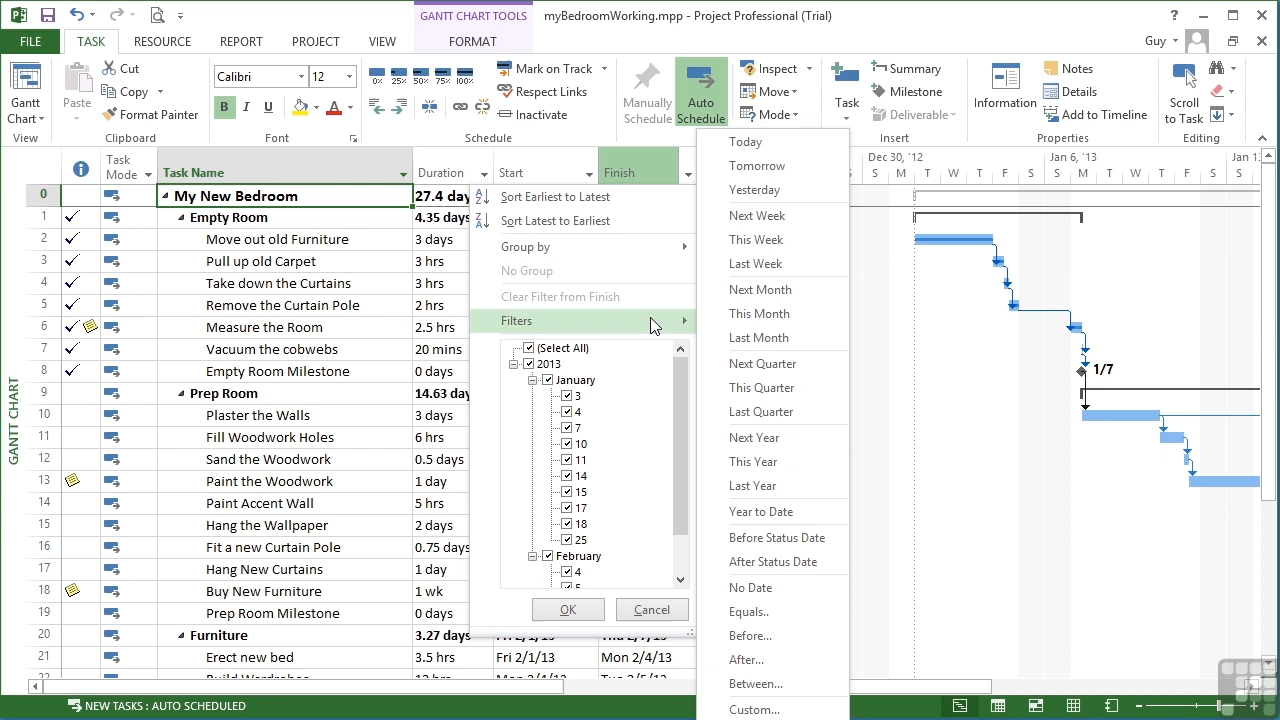 GANTT CHART TOOLS
myBedroomWorking.mpp - Project Professional (Trial)
FILE TASK RESOURCE REPORT PROJECT VIEW FORMAT
Guy
Gantt Chart
View
Paste
Cut
Copy
Format Painter
Clipboard
Calibri 12
B I U A
Font
0% 25% 50% 75% 100%
Mark on Track
Respect Links
Inactivate
Schedule
Manually Schedule
Auto Schedule
Inspect
Move
Mode
Task
Summary
Milestone
Deliverable
Insert
Information
Notes
Details
Add to Timeline
Properties
Scroll to Task
Editing
Task Mode
Task Name
Duration
Start
Finish
Dec 30, '12
Jan 6, '13
Jan 13
S S M T W T F S S M T W T F S S
GANTT CHART
0 My New Bedroom 27.4 day
1 Empty Room 4.35 days
2 Move out old Furniture 3 days
3 Pull up old Carpet 3 hrs
4 Take down the Curtains 3 hrs
5 Remove the Curtain Pole 2 hrs
6 Measure the Room 2.5 hrs
7 Vacuum the cobwebs 20 mins
8 Empty Room Milestone 0 days
9 Prep Room 14.63 day
10 Plaster the Walls 3 days
11 Fill Woodwork Holes 6 hrs
12 Sand the Woodwork 0.5 days
13 Paint the Woodwork 1 day
14 Paint Accent Wall 5 hrs
15 Hang the Wallpaper 2 days
16 Fit a new Curtain Pole 0.75 days
17 Hang New Curtains 1 day
18 Buy New Furniture 1 wk
19 Prep Room Milestone 0 days
20 Furniture 3.27 days Fri 2/1/13 Thu 2/7/13
21 Erect new bed 3.5 hrs Fri 2/1/13 Mon 2/4/13
Sort Earliest to Latest
Sort Latest to Earliest
Group by
No Group
Clear Filter from Finish
Filters
(Select All)
2013
January
3
4
7
10
11
14
15
17
18
25
February
4
OK Cancel
Today
Tomorrow
Yesterday
Next Week
This Week
Last Week
Next Month
This Month
Last Month
Next Quarter
This Quarter
Last Quarter
Next Year
This Year
Last Year
Year to Date
Before Status Date
After Status Date
No Date
Equals..
Before...
After...
Between...
Custom...
1/7
NEW TASKS : AUTO SCHEDULED